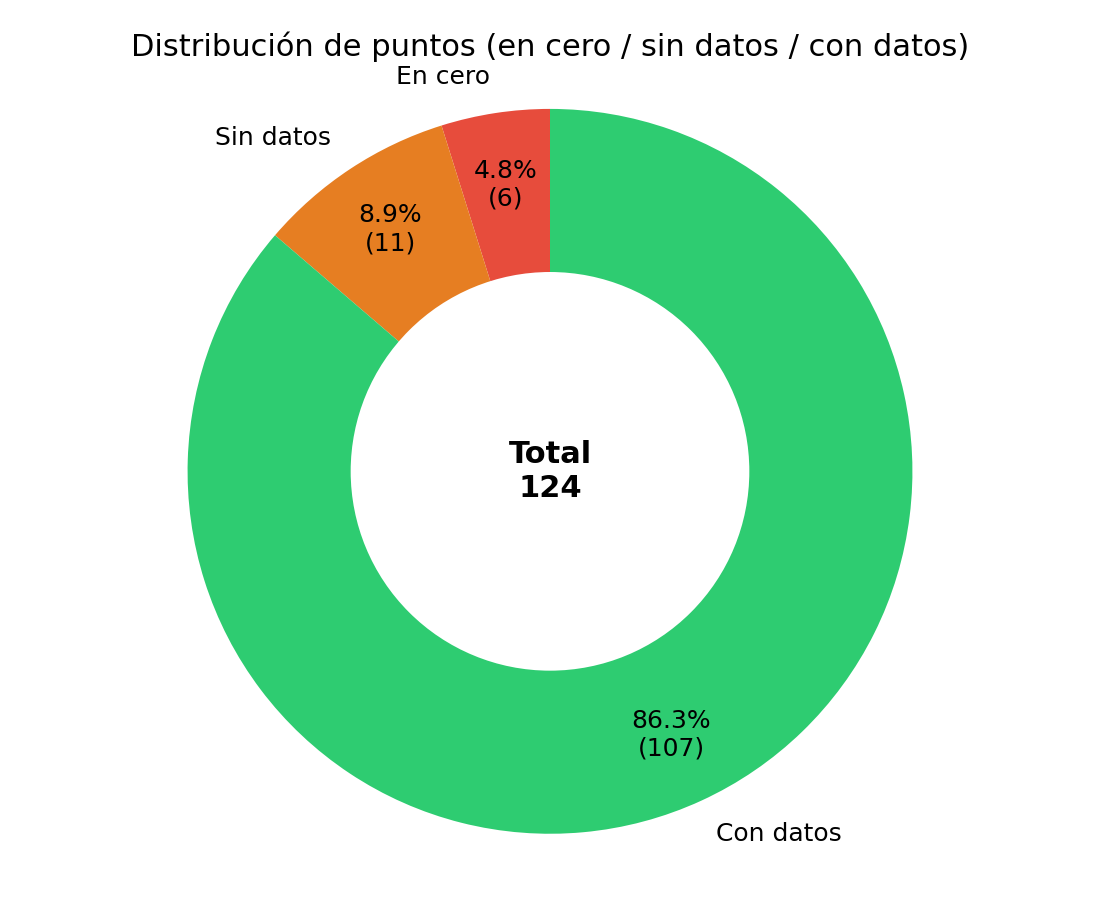 Distribución de puntos (en cero / sin datos / con datos)
En cero
Sin datos
4.8%
(6)
8.9%
(11)
Total
124
86.3%
(107)
Con datos